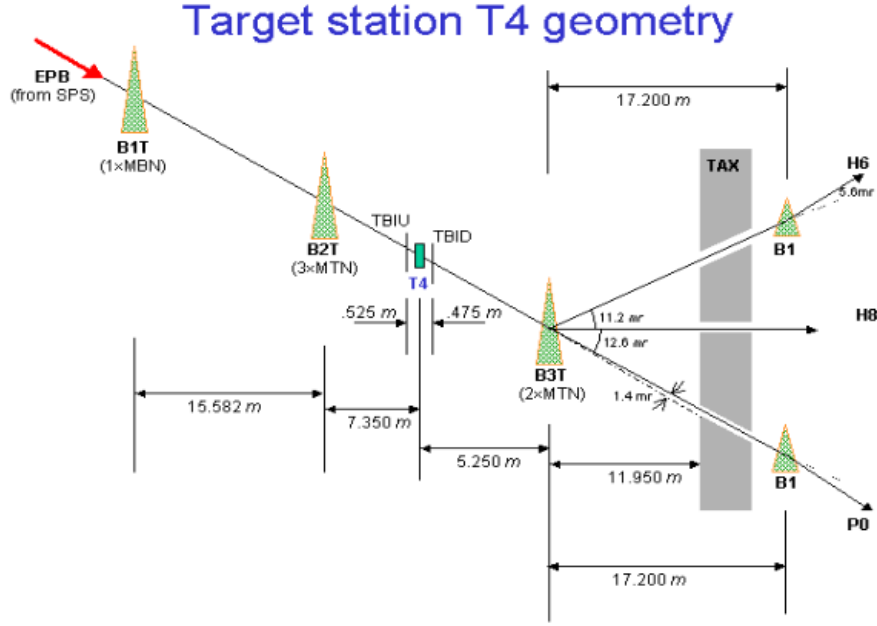 Target station T4 geometry
EPB
(from SPS)
B1T
(1×MBN)
B2T
(3×MTN)
TBIU
TBID
T4
.525 m
.475 m
15.582 m
7.350 m
5.250 m
B3T
(2×MTN)
17.200 m
TAX
H6
5.6mr
B1
11.2 mr
H8
12.6 mr
1.4 mr
11.950 m
B1
P0
17.200 m